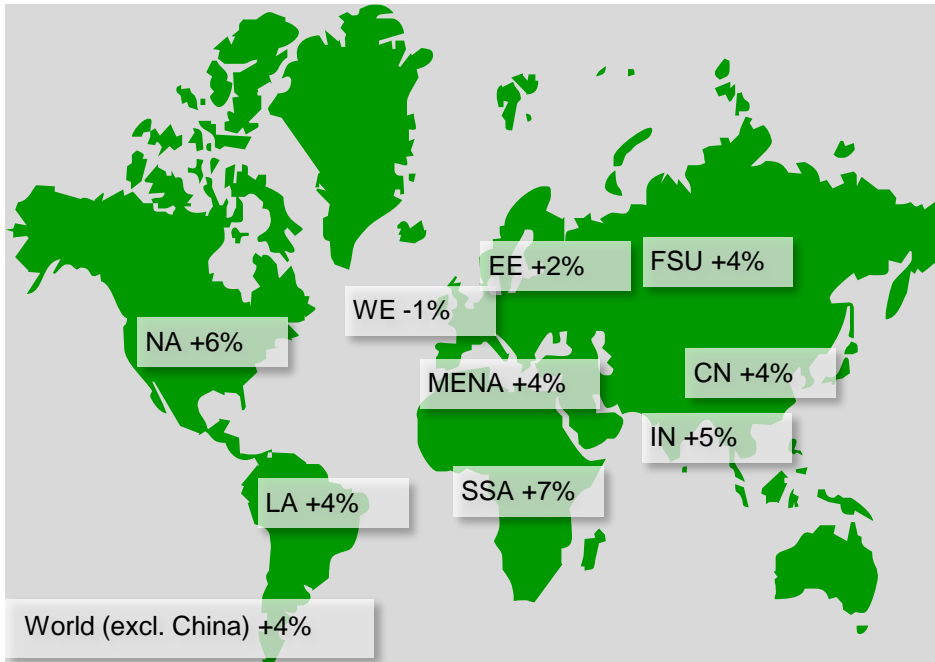 EE +2%
FSU +4%
WE -1%
NA +6%
MENA +4%
CN +4%
IN +5%
LA +4%
SSA +7%
World (excl. China) +4%